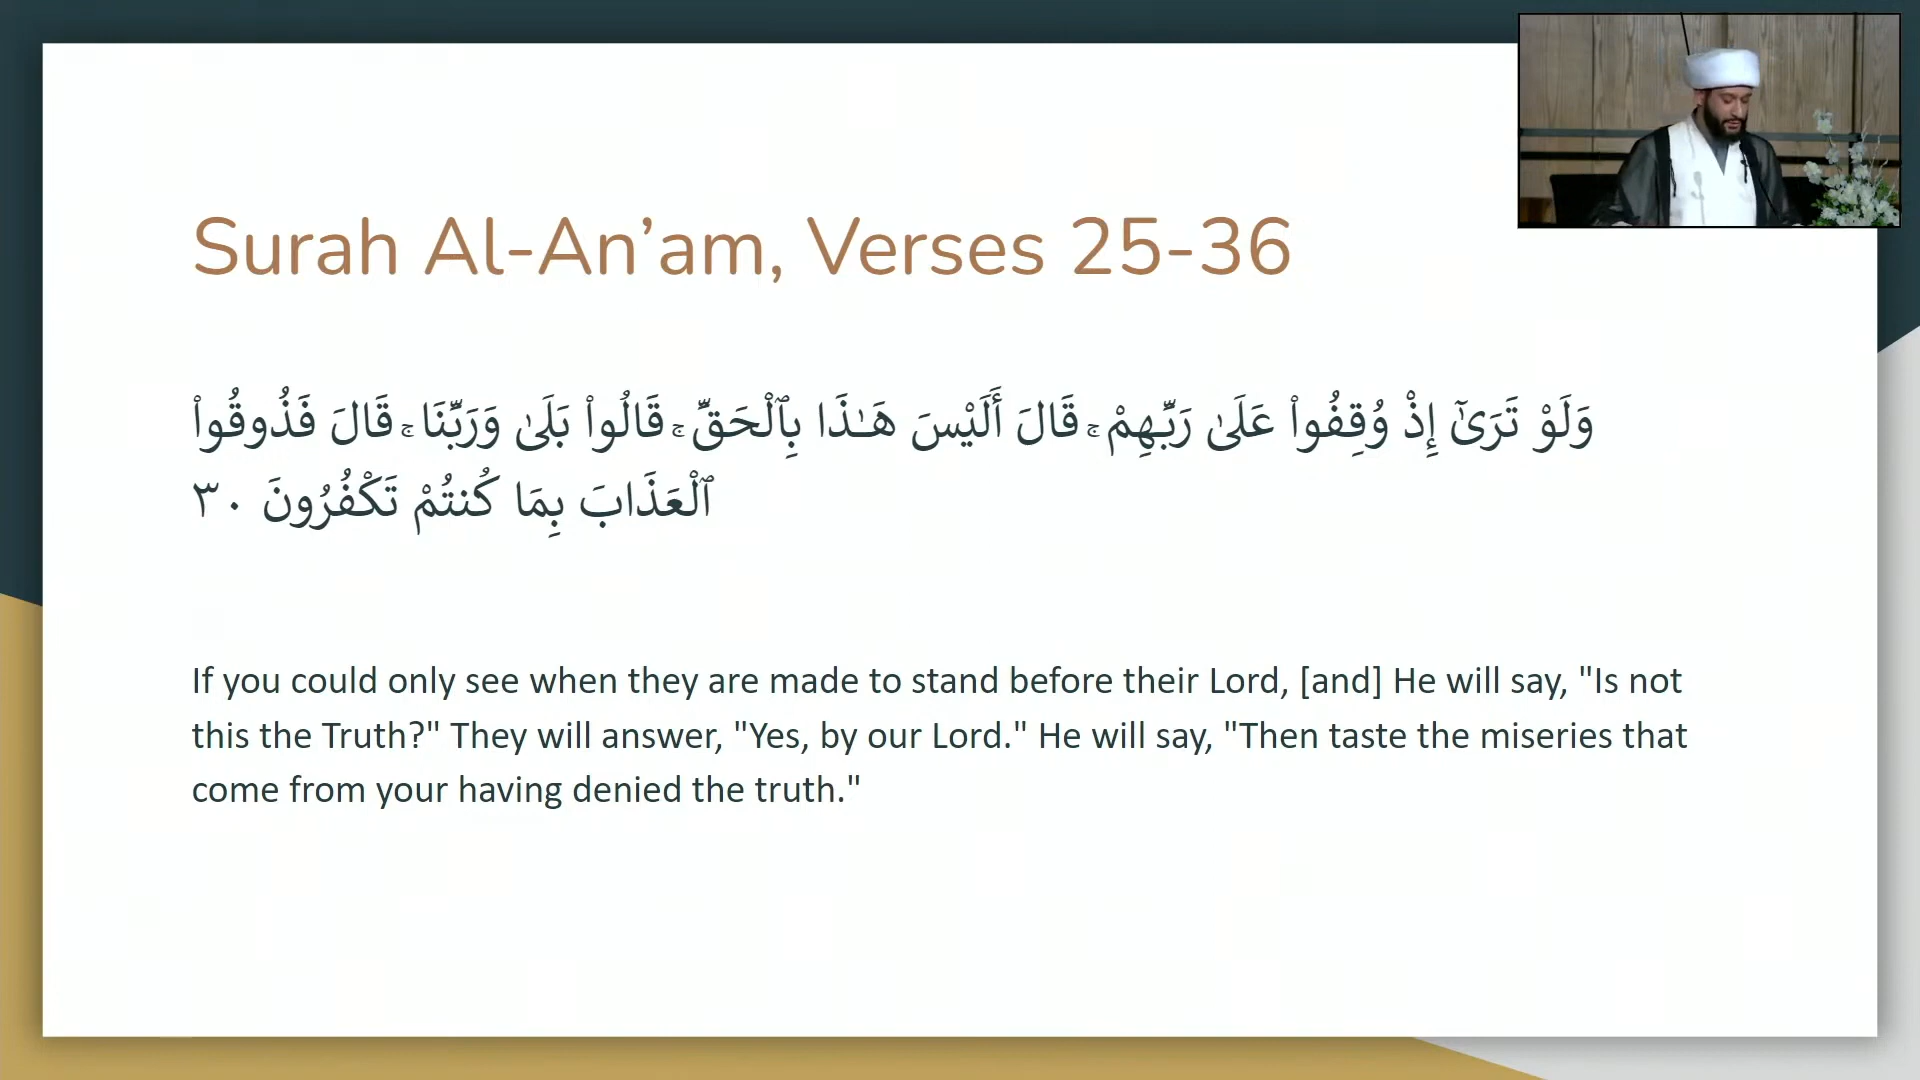 Surah Al-An’am, Verses 25-36
وَلَوْ تَرَىٰٓ إِذْ وُقِفُوا۟ عَلَىٰ رَبِّهِمْ ۚ قَالَ أَلَيْسَ هَـٰذَا بِٱلْحَقِّ ۚ قَالُوا۟ بَلَىٰ وَرَبِّنَا ۚ قَالَ فَذُوقُوا۟
ٱلْعَذَابَ بِمَا كُنتُمْ تَكْفُرُونَ ٣٠
If you could only see when they are made to stand before their Lord, [and] He will say, "Is not
this the Truth?" They will answer, "Yes, by our Lord." He will say, "Then taste the miseries that
come from your having denied the truth."